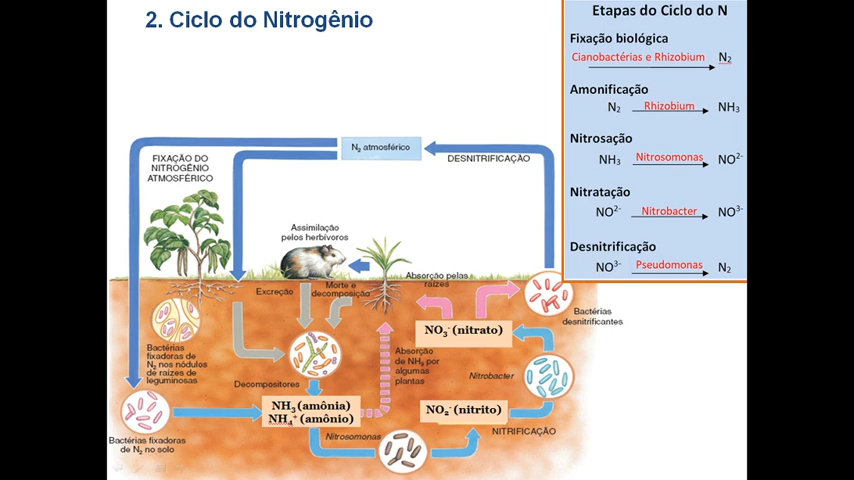 2. Ciclo do Nitrogênio
Etapas do Ciclo do N
Fixação biológica
Cianobactérias e Rhizobium N₂
Amonificação
N₂ Rhizobium NH₃
Nitrosação
NH₃ Nitrosomonas NO²⁻
Nitratação
NO²⁻ Nitrobacter NO³⁻
Desnitrificação
NO³⁻ Pseudomonas N₂
N₂ atmosférico
DESNITRIFICAÇÃO
FIXAÇÃO DO
NITROGÊNIO
ATMOSFÉRICO
Assimilação
pelos herbívoros
Excreção
Morte e
decomposição
Absorção pelas
raízes
Bactérias
desnitrificantes
NO₃⁻ (nitrato)
Bactérias
fixadoras de
N₂ nos nódulos
de raízes de
leguminosas
Decompositores
Absorção
de NH₃ por
algumas
plantas
Nitrobacter
NH₃ (amônia)
NH₄⁺ (amônio)
NO₂⁻ (nitrito)
NITRIFICAÇÃO
Nitrosomonas
Bactérias fixadoras
de N₂ no solo